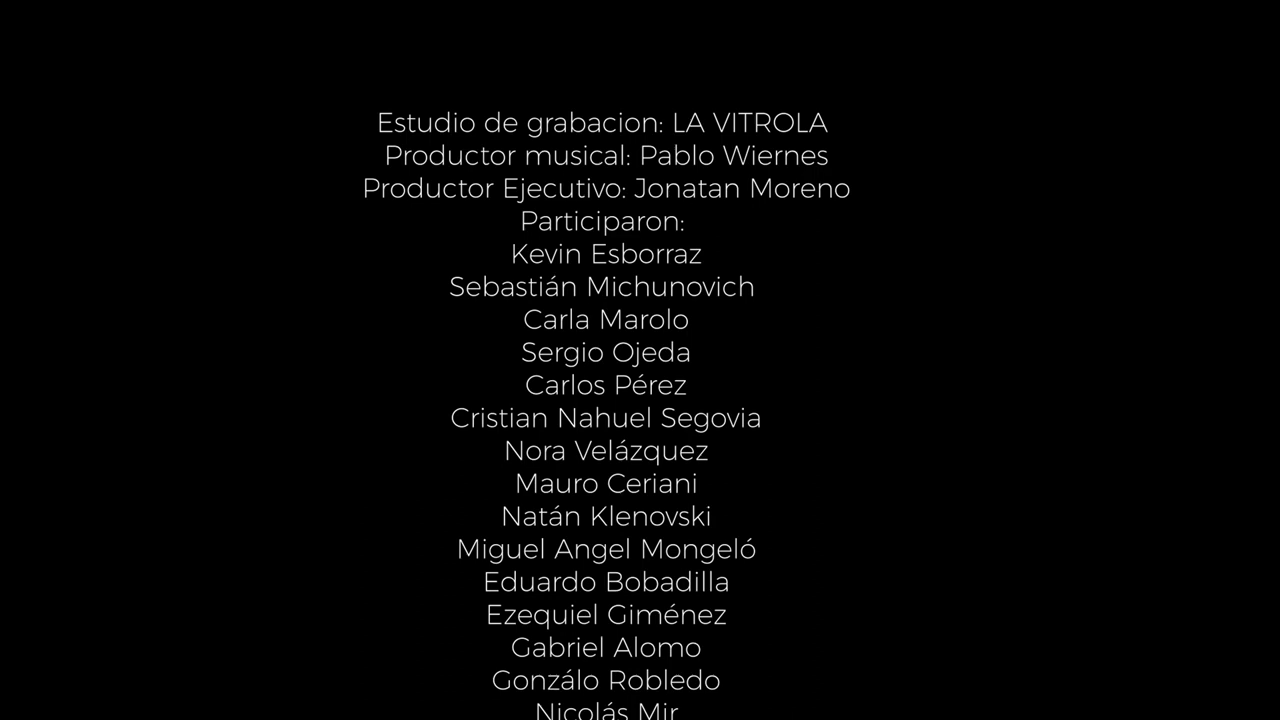 Estudio de grabacion: LA VITROLA
Productor musical: Pablo Wiernes
Productor Ejecutivo: Jonatan Moreno
Participaron:
Kevin Esborraz
Sebastián Michunovich
Carla Marolo
Sergio Ojeda
Carlos Pérez
Cristian Nahuel Segovia
Nora Velázquez
Mauro Ceriani
Natán Klenovski
Miguel Angel Mongeló
Eduardo Bobadilla
Ezequiel Giménez
Gabriel Alomo
Gonzálo Robledo
Nicolás Mir